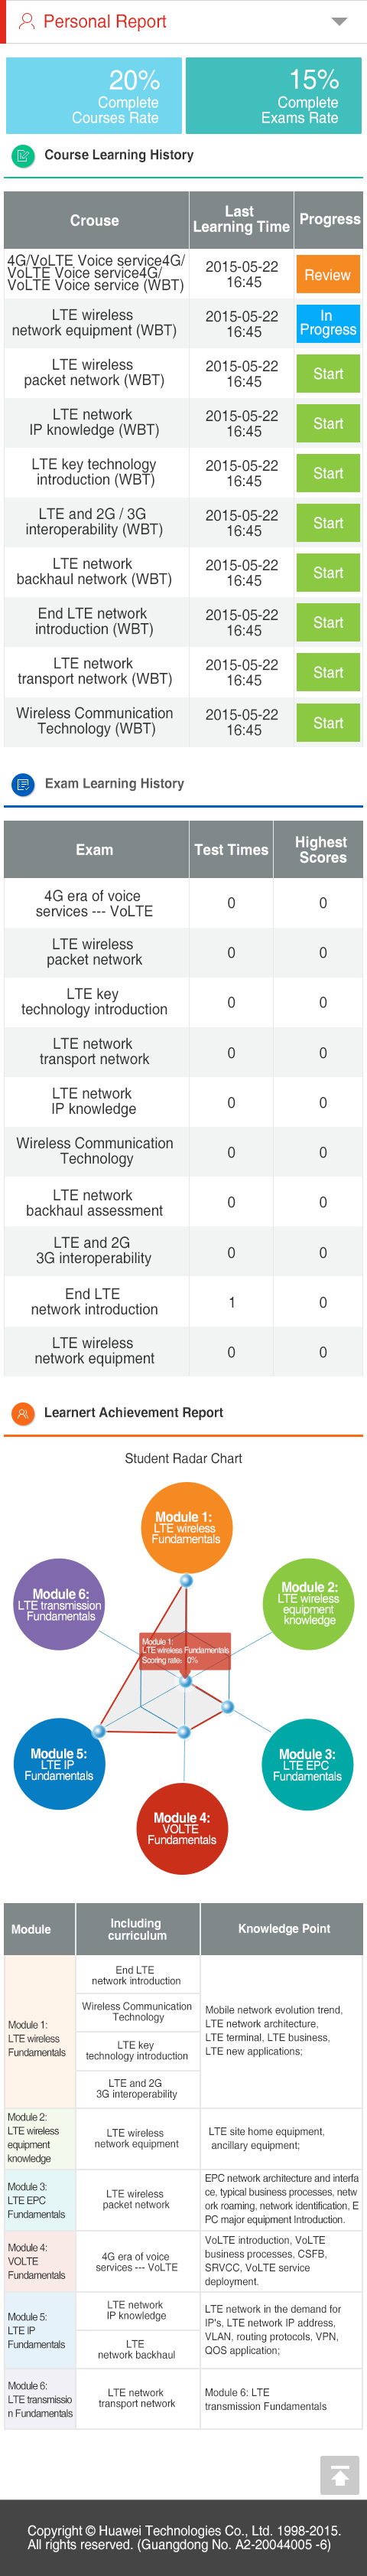 Personal Report
20%
Complete
Courses Rate
15%
Complete
Exams Rate
Course Learning History
Crouse
Last
Learning Time
Progress
4G/VoLTE Voice service4G/
VoLTE Voice service4G/
VoLTE Voice service (WBT)
2015-05-22
16:45
Review
LTE wireless
network equipment (WBT)
2015-05-22
16:45
In
Progress
LTE wireless
packet network (WBT)
2015-05-22
16:45
Start
LTE network
IP knowledge (WBT)
2015-05-22
16:45
Start
LTE key technology
introduction (WBT)
2015-05-22
16:45
Start
LTE and 2G / 3G
interoperability (WBT)
2015-05-22
16:45
Start
LTE network
backhaul network (WBT)
2015-05-22
16:45
Start
End LTE network
introduction (WBT)
2015-05-22
16:45
Start
LTE network
transport network (WBT)
2015-05-22
16:45
Start
Wireless Communication
Technology (WBT)
2015-05-22
16:45
Start
Exam Learning History
Exam
Test Times
Highest
Scores
4G era of voice
services --- VoLTE
0
0
LTE wireless
packet network
0
0
LTE key
technology introduction
0
0
LTE network
transport network
0
0
LTE network
IP knowledge
0
0
Wireless Communication
Technology
0
0
LTE network
backhaul assessment
0
0
LTE and 2G
3G interoperability
0
0
End LTE
network introduction
1
0
LTE wireless
network equipment
0
0
Learnert Achievement Report
Student Radar Chart
Module 1:
LTE wireless
Fundamentals
Module 6:
LTE transmission
Fundamentals
Module 2:
LTE wireless
equipment
knowledge
Module 1:
LTE wireless Fundamentals
Scoring rate: 0%
Module 5:
LTE IP
Fundamentals
Module 3:
LTE EPC
Fundamentals
Module 4:
VOLTE
Fundamentals
Module
Including
curriculum
Knowledge Point
Module 1:
LTE wireless
Fundamentals
End LTE
network introduction
Wireless Communication
Technology
LTE key
technology introduction
LTE and 2G
3G interoperability
Mobile network evolution trend,
LTE network architecture,
LTE terminal, LTE business,
LTE new applications;
Module 2:
LTE wireless
equipment
knowledge
LTE wireless
network equipment
LTE site home equipment,
ancillary equipment;
Module 3:
LTE EPC
Fundamentals
LTE wireless
packet network
EPC network architecture and interfa
ce, typical business processes, netw
ork roaming, network identification, E
PC major equipment Introduction.
Module 4:
VOLTE
Fundamentals
4G era of voice
services --- VoLTE
VoLTE introduction, VoLTE
business processes, CSFB,
SRVCC, VoLTE service
deployment.
Module 5:
LTE IP
Fundamentals
LTE network
IP knowledge
LTE
network backhaul
LTE network in the demand for
IP's, LTE network IP address,
VLAN, routing protocols, VPN,
QOS application;
Module 6:
LTE transmissio
n Fundamentals
LTE network
transport network
Module 6: LTE
transmission Fundamentals
Copyright © Huawei Technologies Co., Ltd. 1998-2015.
All rights reserved. (Guangdong No. A2-20044005 -6)